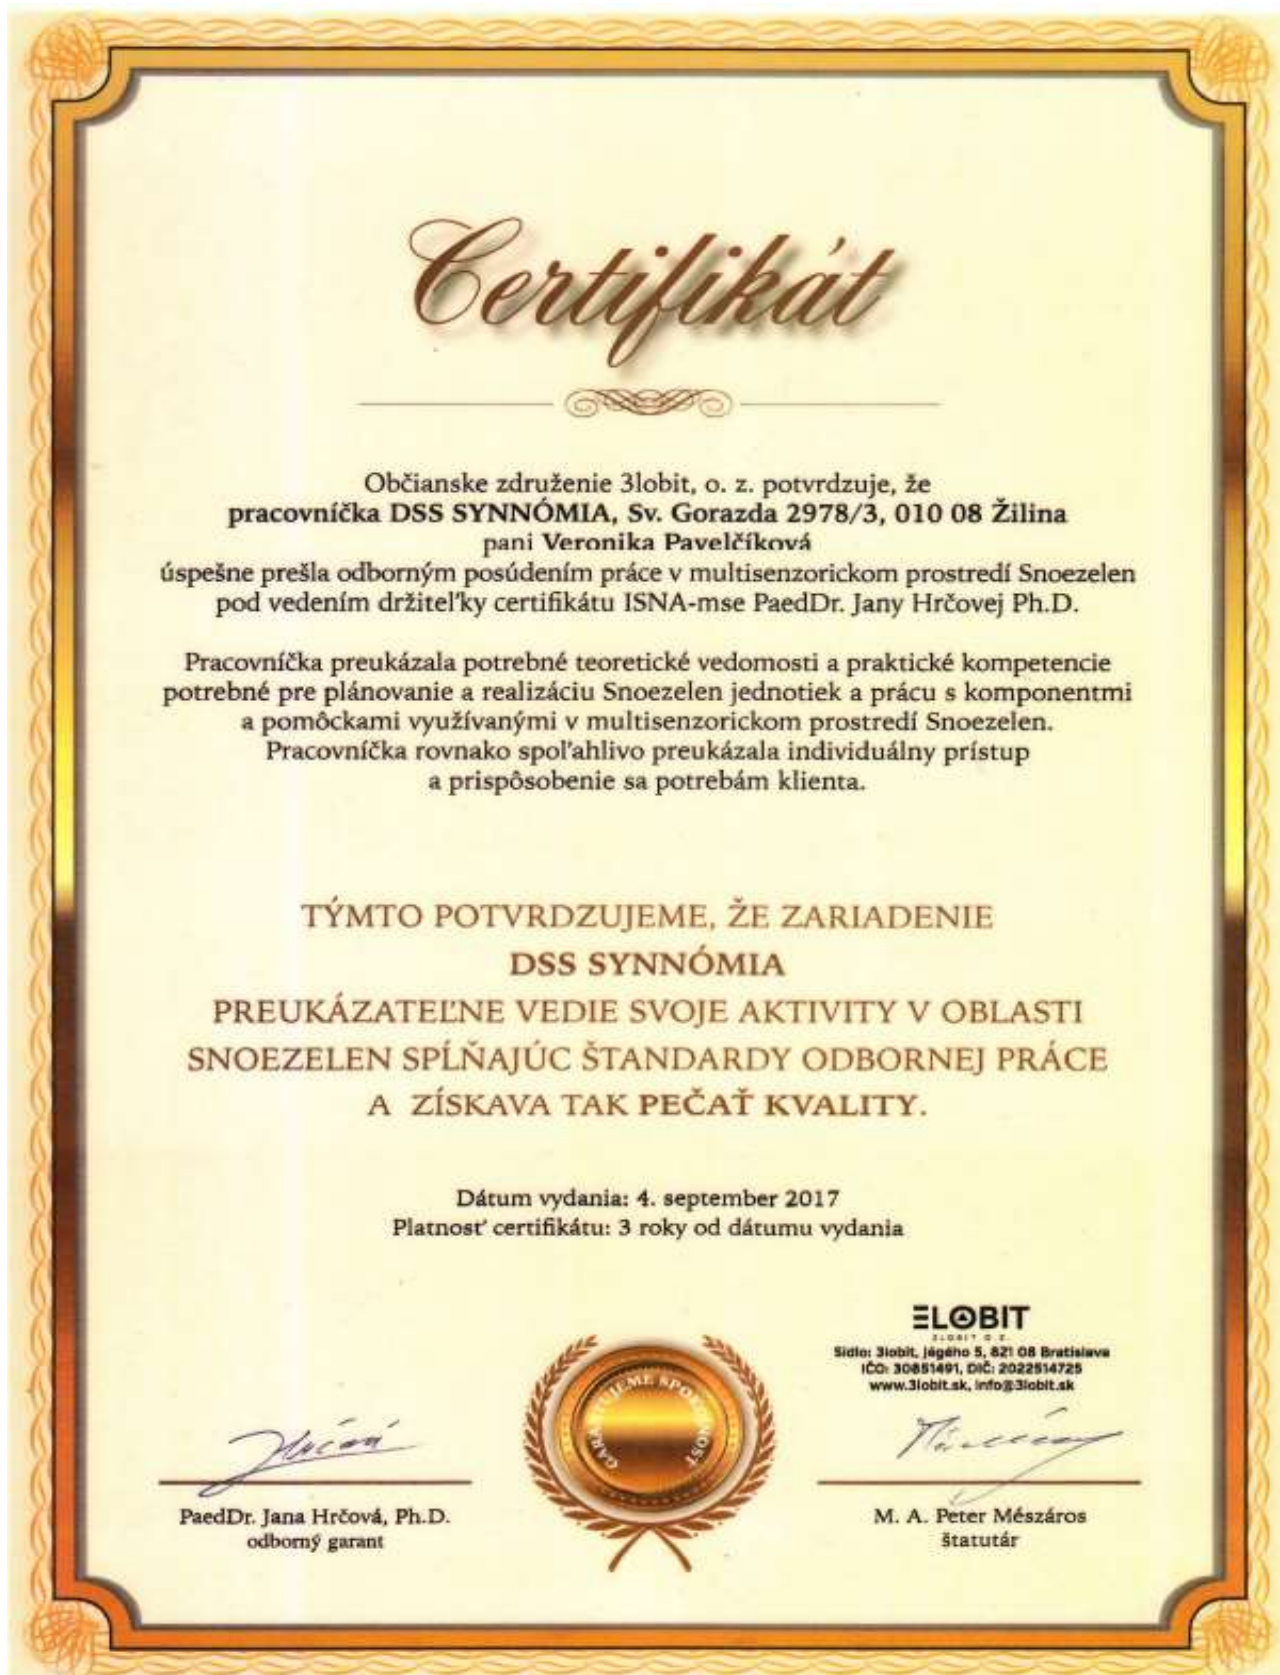 Certifikát
Občianske združenie 3lobit, o. z. potvrdzuje, že
pracovníčka DSS SYNNÓMIA, Sv. Gorazda 2978/3, 010 08 Žilina
pani Veronika Pavelčíková
úspešne prešla odborným posúdením práce v multisenzorickom prostredí Snoezelen
pod vedením držiteľky certifikátu ISNA-mse PaedDr. Jany Hrčovej Ph.D.
Pracovníčka preukázala potrebné teoretické vedomosti a praktické kompetencie
potrebné pre plánovanie a realizáciu Snoezelen jednotiek a prácu s komponentmi
a pomôckami využívanými v multisenzorickom prostredí Snoezelen.
Pracovníčka rovnako spoľahlivo preukázala individuálny prístup
a prispôsobenie sa potrebám klienta.
TÝMTO POTVRDZUJEME, ŽE ZARIADENIE
DSS SYNNÓMIA
PREUKÁZATEĽNE VEDIE SVOJE AKTIVITY V OBLASTI
SNOEZELEN SPĹŇAJÚC ŠTANDARDY ODBORNEJ PRÁCE
A ZÍSKAVA TAK PEČAŤ KVALITY.
Dátum vydania: 4. september 2017
Platnosť certifikátu: 3 roky od dátumu vydania
3LOBIT
3LOBIT O.Z.
Sídlo: 3lobit, Jégého 5, 821 08 Bratislava
IČO: 30851491, DIČ: 2022514725
www.3lobit.sk, info@3lobit.sk
Hrčová
PaedDr. Jana Hrčová, Ph.D.
odborný garant
M. A. Peter Mészáros
štatutár